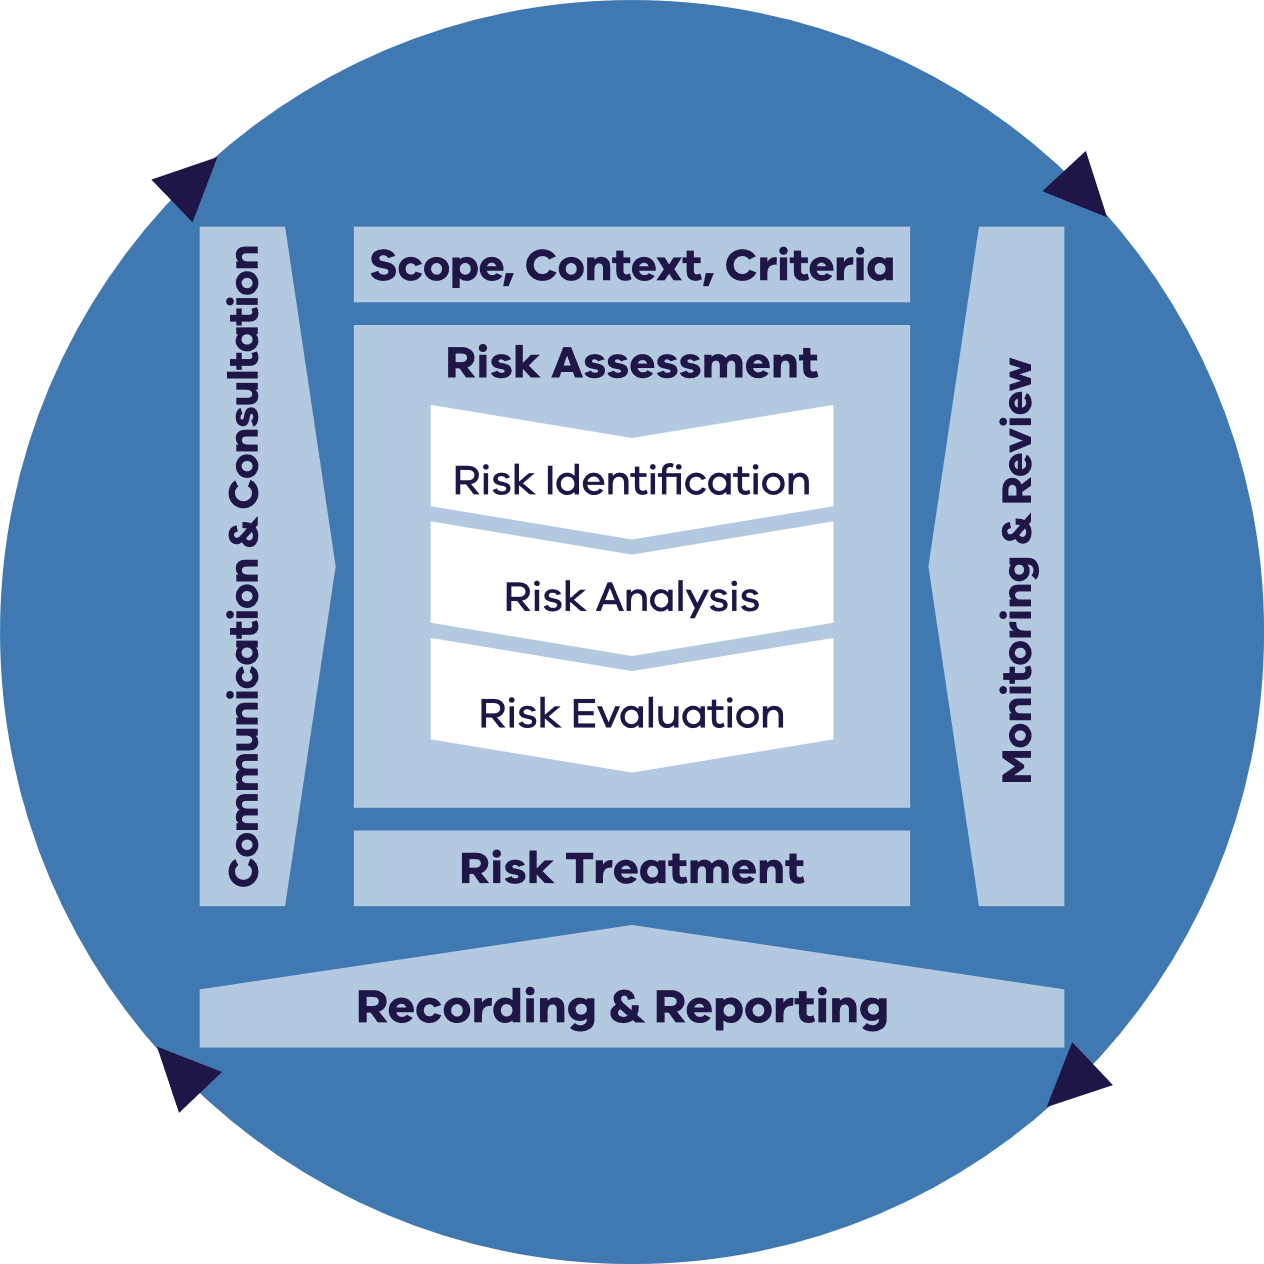 Scope, Context, Criteria
Communication & Consultation
Risk Assessment
Risk Identification
Risk Analysis
Risk Evaluation
Monitoring & Review
Risk Treatment
Recording & Reporting